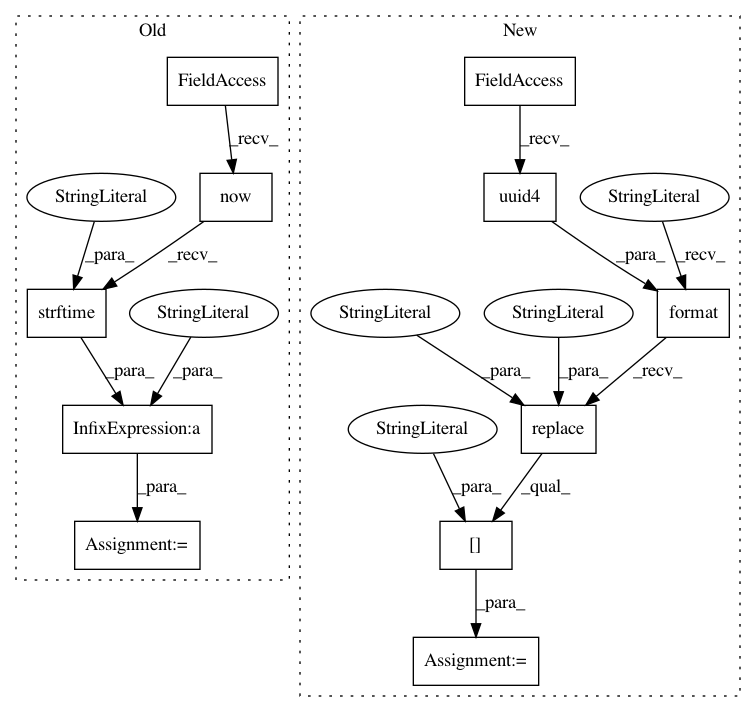 Old
New
FieldAccess
FieldAccess
_recv_
_recv_
StringLiteral
now
uuid4
StringLiteral
_para_
_recv_
_para_
_recv_
strftime
StringLiteral
StringLiteral
StringLiteral
format
_para_
_para_
_para_
_para_
_recv_
InfixExpression:a
StringLiteral
replace
_para_
_para_
_qual_
Assignment:=
[]
_para_
Assignment:=